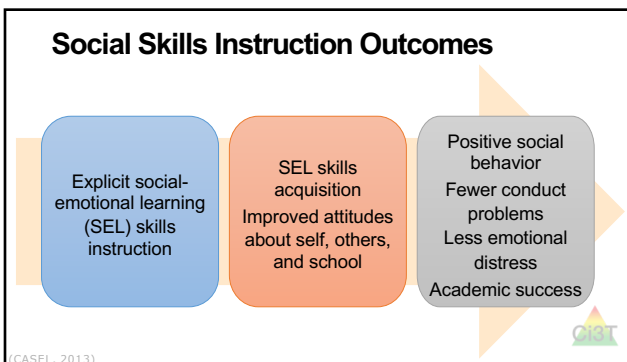 Social Skills Instruction Outcomes
Explicit social-
emotional learning
(SEL) skills
instruction
SEL skills
acquisition
Improved attitudes
about self, others,
and school
Positive social
behavior
Fewer conduct
problems
Less emotional
distress
Academic success
Ci3T
(CASEL, 2013)